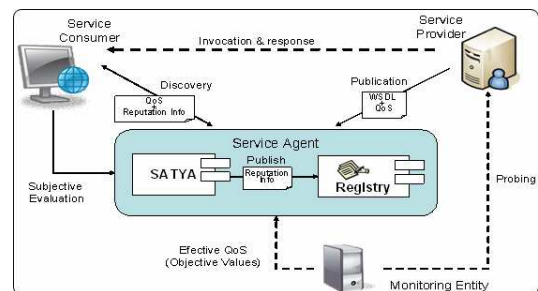 Service
Consumer
Service
Provider
Invocation & response
Discovery
QoS
+
Reputation Info
Publication
WSDL
+
QoS
Service Agent
SATYA
Publish
Reputation
Info
Registry
Subjective
Evaluation
Probing
Efective QoS
(Objective Values)
Monitoring Entity